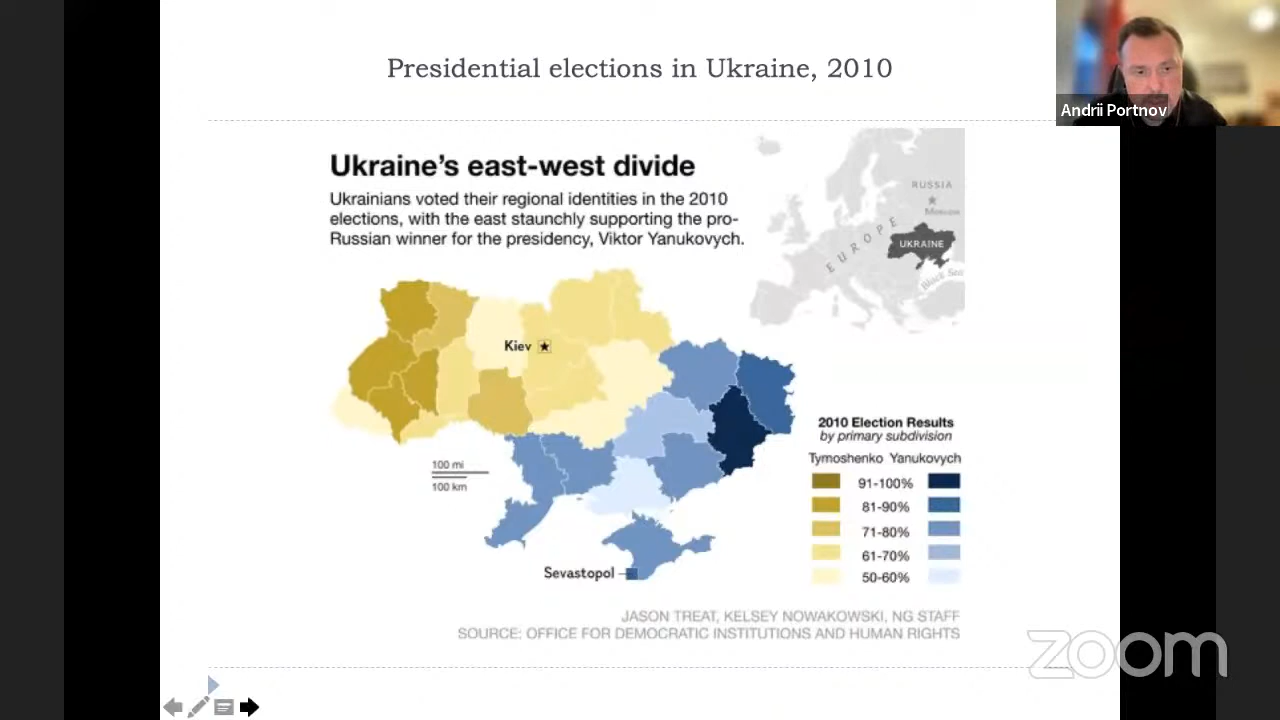 Presidential elections in Ukraine, 2010
Andrii Portnov
Ukraine's east-west divide
Ukrainians voted their regional identities in the 2010
elections, with the east staunchly supporting the pro-
Russian winner for the presidency, Viktor Yanukovych.
RUSSIA
Moscow
EUROPE
UKRAINE
Black Sea
Kiev
100 mi
100 km
Sevastopol
2010 Election Results
by primary subdivision
Tymoshenko Yanukovych
91-100%
81-90%
71-80%
61-70%
50-60%
JASON TREAT, KELSEY NOWAKOWSKI, NG STAFF
SOURCE: OFFICE FOR DEMOCRATIC INSTITUTIONS AND HUMAN RIGHTS
zoom